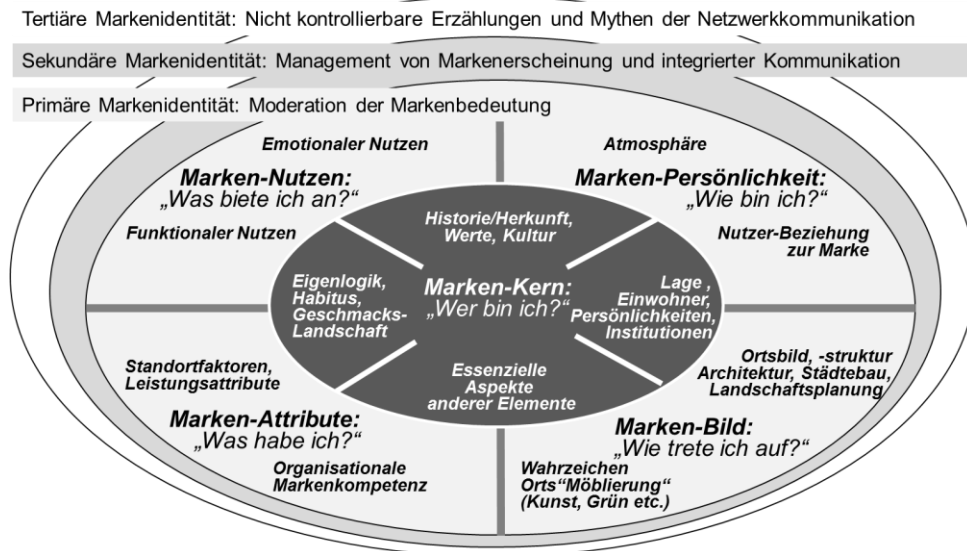 Tertiäre Markenidentität: Nicht kontrollierbare Erzählungen und Mythen der Netzwerkkommunikation
Sekundäre Markenidentität: Management von Markenerscheinung und integrierter Kommunikation
Primäre Markenidentität: Moderation der Markenbedeutung
Emotionaler Nutzen
Marken-Nutzen:
„Was biete ich an?“
Funktionaler Nutzen
Atmosphäre
Marken-Persönlichkeit:
„Wie bin ich?“
Nutzer-Beziehung
zur Marke
Historie/Herkunft,
Werte, Kultur
Eigenlogik,
Habitus,
Geschmacks-
Landschaft
Marken-Kern:
„Wer bin ich?“
Lage ,
Einwohner,
Persönlichkeiten,
Institutionen
Essenzielle
Aspekte
anderer Elemente
Standortfaktoren,
Leistungsattribute
Marken-Attribute:
„Was habe ich?“
Organisationale
Markenkompetenz
Ortsbild, -struktur
Architektur, Städtebau,
Landschaftsplanung
Marken-Bild:
„Wie trete ich auf?“
Wahrzeichen
Orts“Möblierung“
(Kunst, Grün etc.)